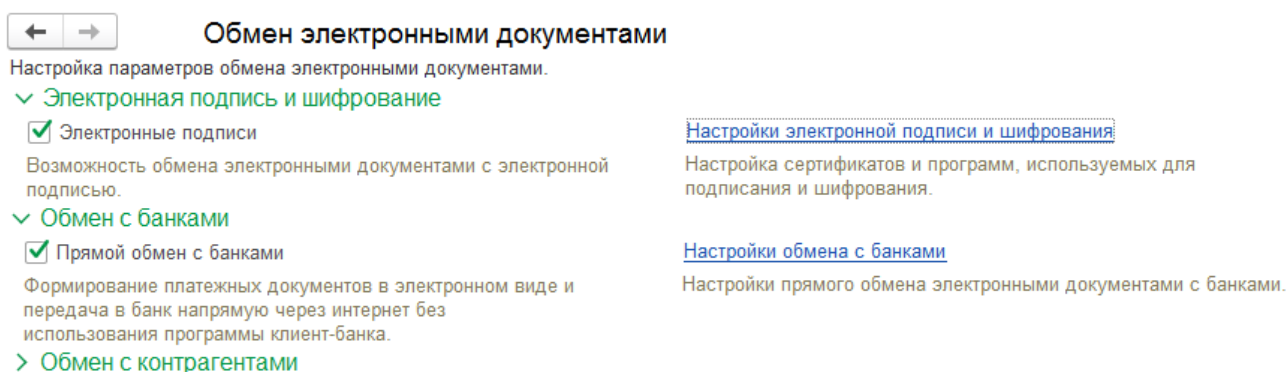 Обмен электронными документами
Настройка параметров обмена электронными документами.
Электронная подпись и шифрование
Электронные подписи
Настройки электронной подписи и шифрования
Возможность обмена электронными документами с электронной
подписью.
Настройка сертификатов и программ, используемых для
подписания и шифрования.
Обмен с банками
Прямой обмен с банками
Настройки обмена с банками
Формирование платежных документов в электронном виде и
передача в банк напрямую через интернет без
использования программы клиент-банка.
Настройки прямого обмена электронными документами с банками.
Обмен с контрагентами